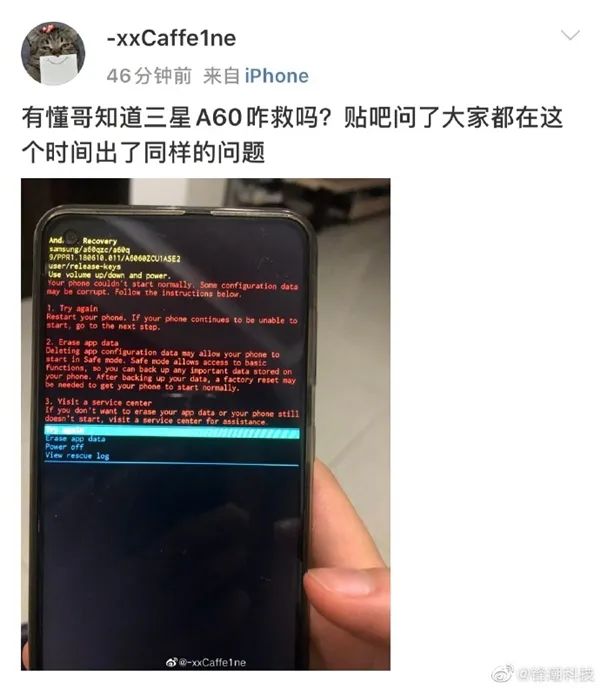 -xxCaffe1ne
46分钟前 来自 iPhone
有懂哥知道三星A60咋救吗？贴吧问了大家都在这
个时间出了同样的问题
Recovery
samsung/a60qzc/a60q
9/PPR1.180610.011/A6060ZCU1ASE2
user/release-keys
Use volume up/down and power.
Your phone couldn't start normally. Some configuration data
may be corrupt. Follow the instructions below.
1. Try again
Restart your phone. If your phone continues to be unable to
start, go to the next step.
2. Erase app data
Deleting app configuration data may allow your phone to
start in Safe mode. Safe mode allows access to basic
functions, so you can back up any important data stored on
your phone. After backing up your data, a factory reset may
be needed to get your phone to start normally.
3. Visit a service center
If you don't want to erase your app data or your phone still
doesn't start, visit a service center for assistance.
Try again
Erase app data
Power off
View rescue log
@-xxCaffe1ne
@锋潮科技